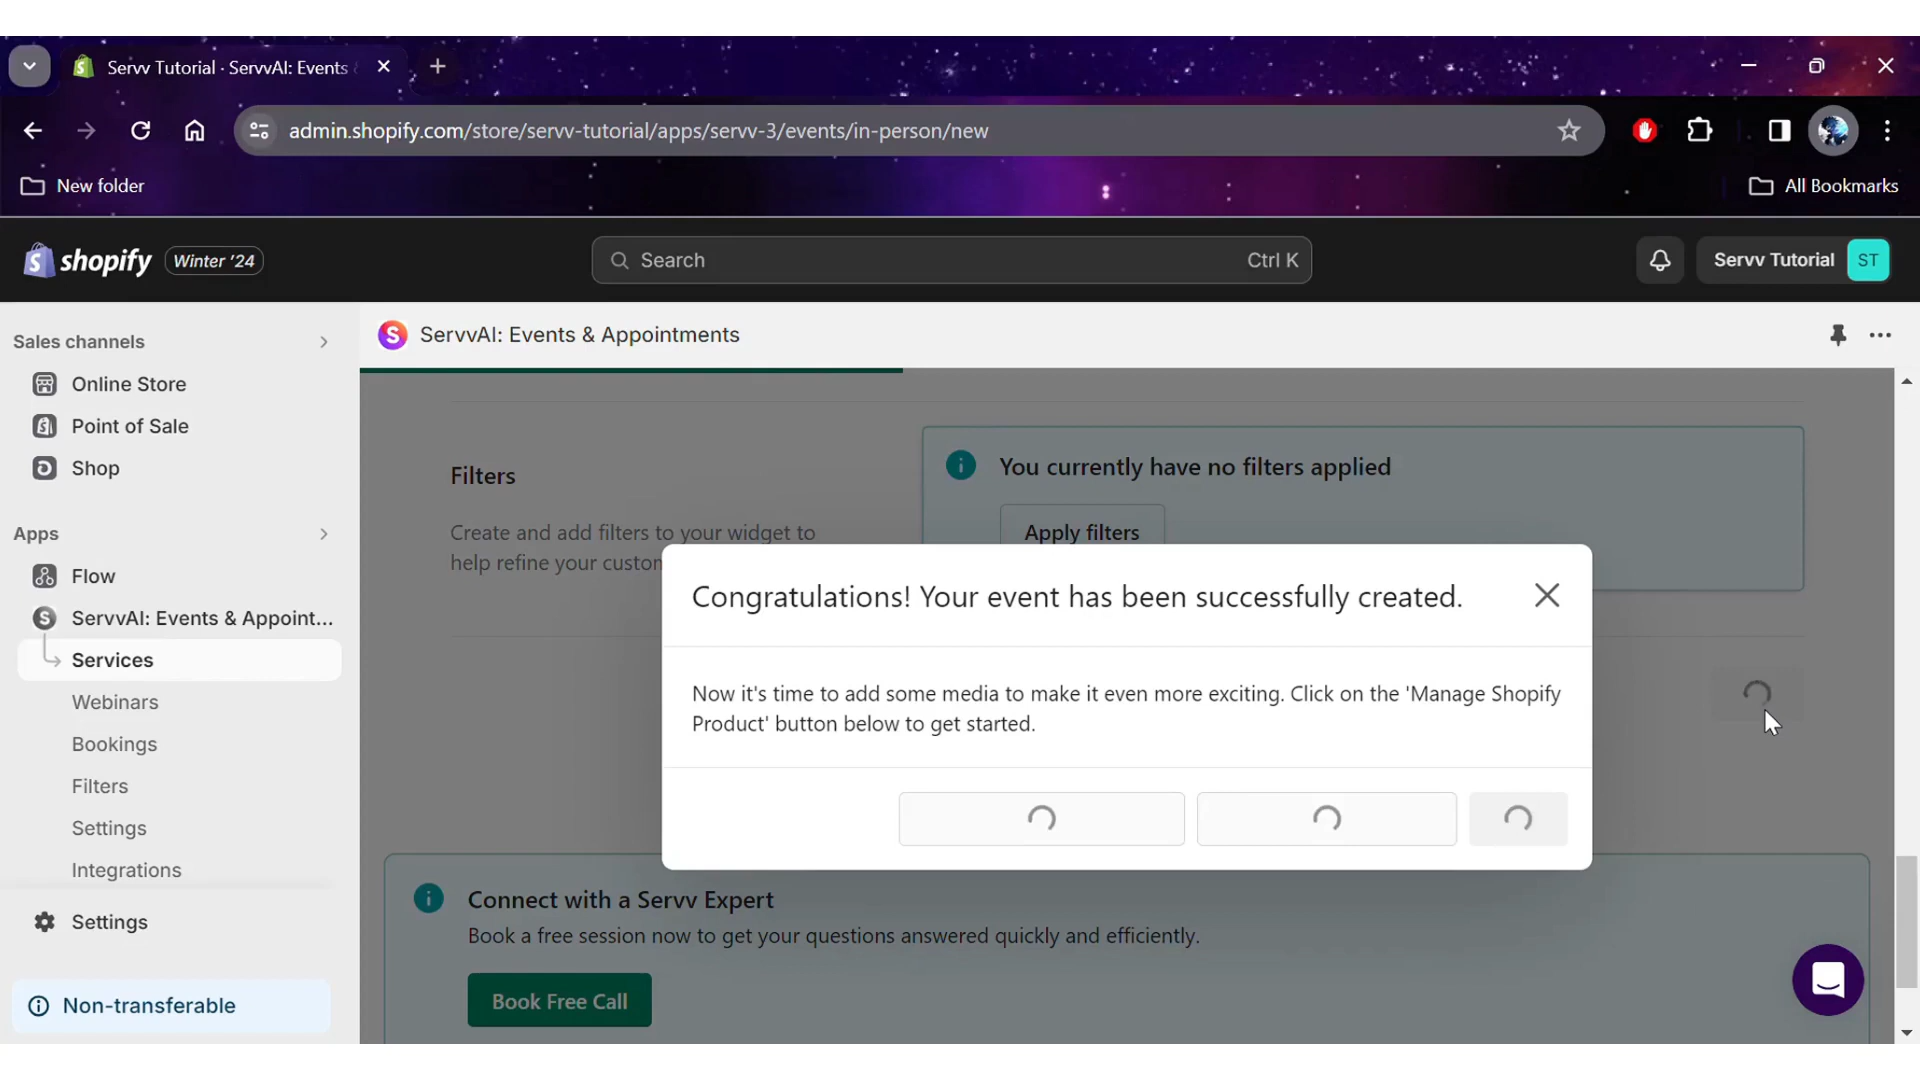 Servv Tutorial · ServvAI: Events
admin.shopify.com/store/servv-tutorial/apps/servv-3/events/in-person/new
New folder
All Bookmarks
shopify
Winter '24
Search
Ctrl K
Servv Tutorial
ST
Sales channels
Online Store
Point of Sale
Shop
Apps
Flow
ServvAI: Events & Appoint...
Services
Webinars
Bookings
Filters
Settings
Integrations
Settings
Non-transferable
ServvAI: Events & Appointments
Filters
Create and add filters to your widget to
help refine your custom
You currently have no filters applied
Apply filters
Congratulations! Your event has been successfully created.
Now it's time to add some media to make it even more exciting. Click on the 'Manage Shopify
Product' button below to get started.
Connect with a Servv Expert
Book a free session now to get your questions answered quickly and efficiently.
Book Free Call